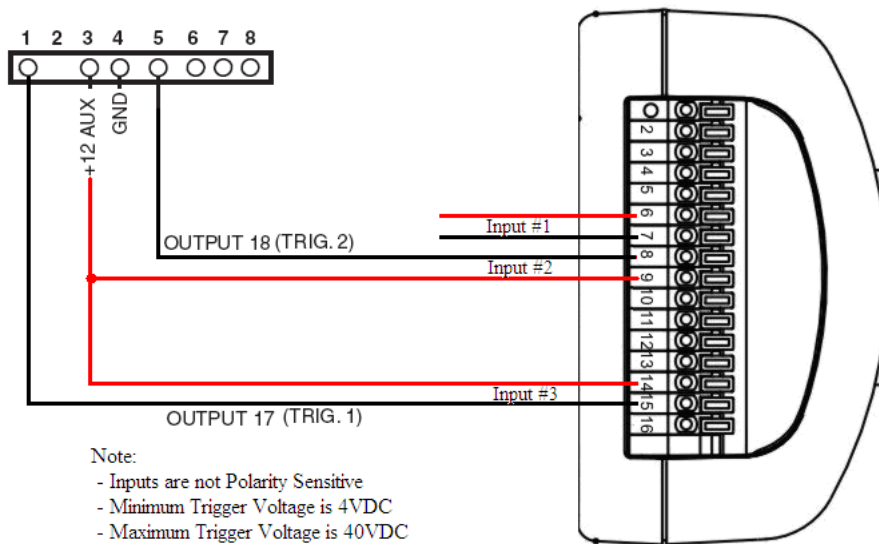 1 2 3 4 5 6 7 8
+12 AUX
GND
2
3
4
5
6
7
8
9
10
11
12
13
14
15
16
Input #1
OUTPUT 18 (TRIG. 2)
Input #2
Input #3
OUTPUT 17 (TRIG. 1)
Note:
- Inputs are not Polarity Sensitive
- Minimum Trigger Voltage is 4VDC
- Maximum Trigger Voltage is 40VDC